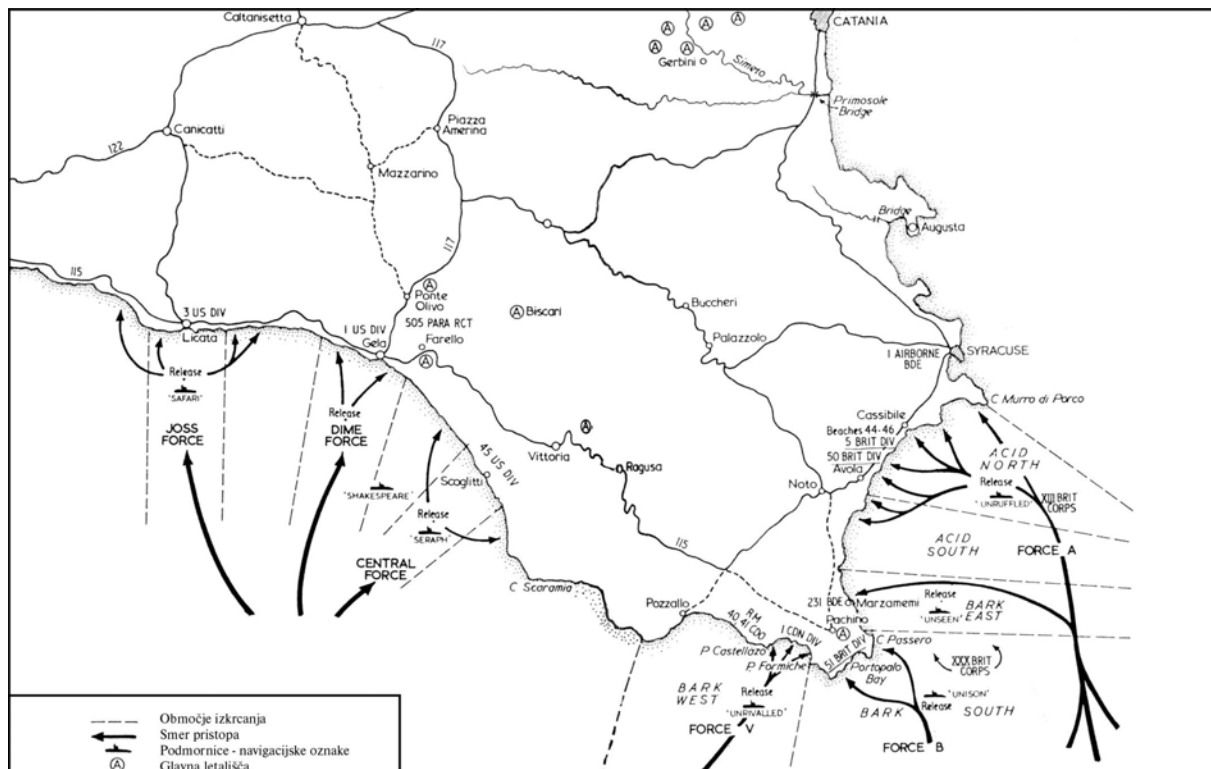 Caltanisetta
CATANIA
Gerbini
Simeto
117
Primosole
Bridge
Canicatti
Piazza
Amerina
122
Mazzarino
Bridge
Augusta
117
115
Ponte
Olivo
Biscari
Buccheri
3 US DIV
Licata
1 US DIV
505 PARA RCT
Gela
Farello
Palazzolo
1 AIRBORNE
BDE
SYRACUSE
Release
"SAFARI"
Release
C Murro di Porco
JOSS
FORCE
DIME
FORCE
Cassibile
Beaches 44-46
5 BRIT DIV
50 BRIT DIV
Avola
ACID
NORTH
Release
"UNRUFFLED"
XIII BRIT
CORPS
Vittoria
Ragusa
Noto
45 US DIV
Scoglitti
"SHAKESPEARE"
Release
"SERAPH"
ACID
SOUTH
FORCE A
CENTRAL
FORCE
115
C Scaramia
Pozzallo
231 BDE
Marzamemi
Release
"UNSEEN"
BARK
EAST
Pachino
RM
40 41 CDO
1 CDN DIV
C Passero
P. Castellazo
P. Formiche
51 BRIT DIV
Portopalo
Bay
XXX BRIT
CORPS
BARK
WEST
Release
"UNRIVALLED"
FORCE V
"UNISON"
Release
BARK
SOUTH
FORCE B
Območje izkrcanja
Smer pristopa
Podmornice - navigacijske oznake
A
Glavna letališča